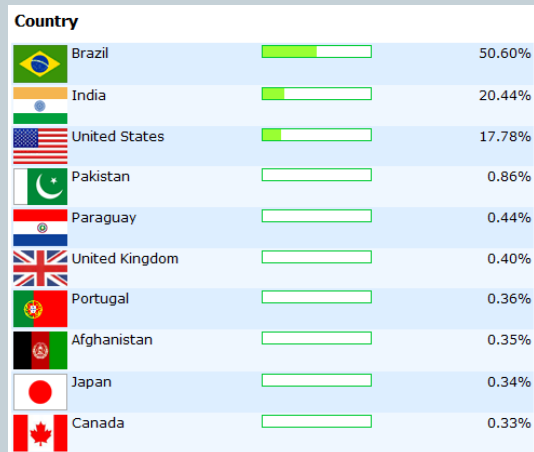 Country
Brazil 50.60%
India 20.44%
United States 17.78%
Pakistan 0.86%
Paraguay 0.44%
United Kingdom 0.40%
Portugal 0.36%
Afghanistan 0.35%
Japan 0.34%
Canada 0.33%